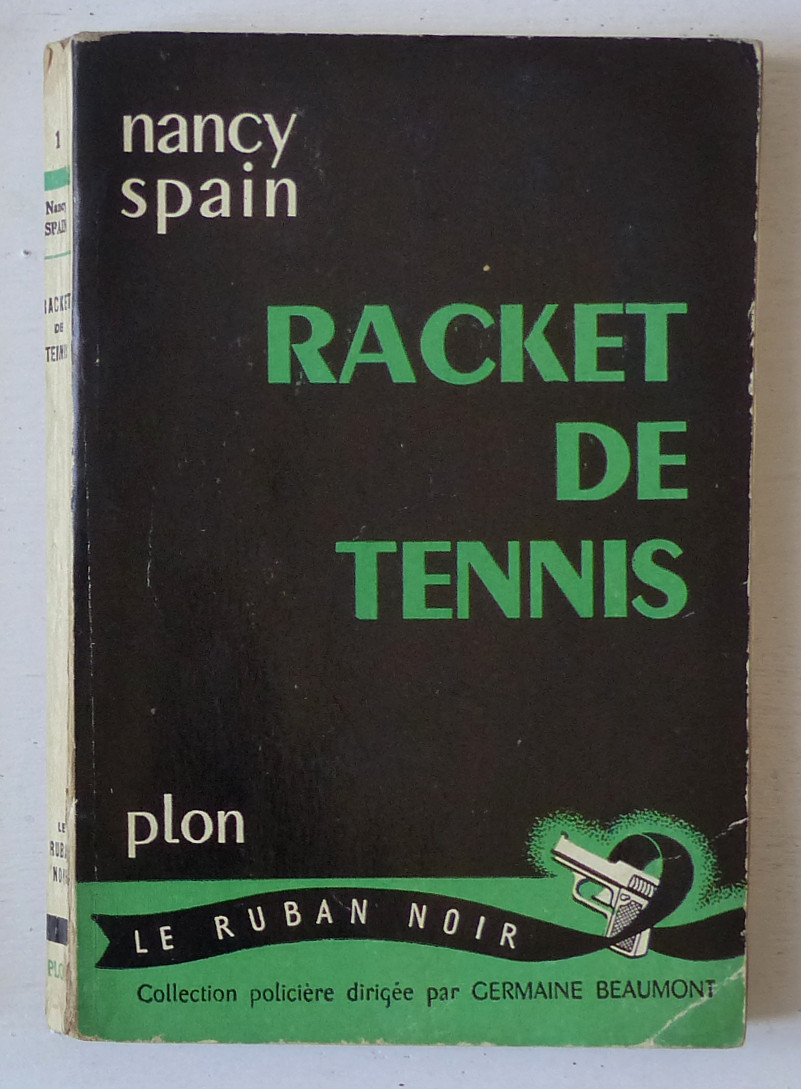 nancy
spain
RACKET
DE
TENNIS
plon
LE RUBAN NOIR
Collection policière dirigée par GERMAINE BEAUMONT
1
Nancy
SPAIN
RACKET
DE
TENNIS
LE
RUBAN
NOIR
PLON